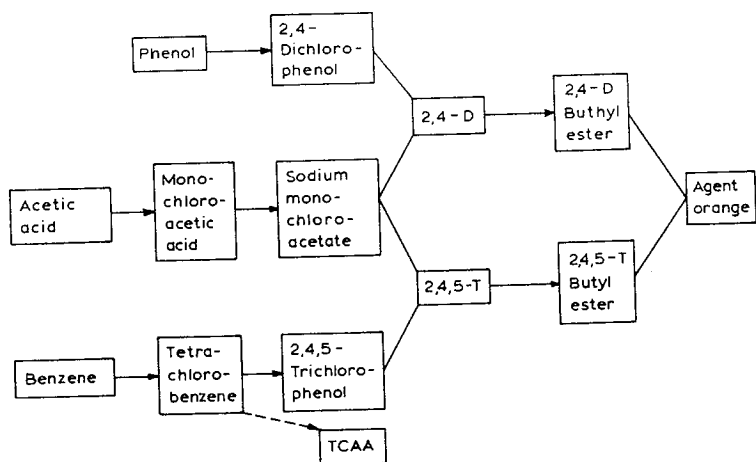 Phenol
2,4-
Dichloro-
phenol
2,4-D
2,4-D
Buthyl
ester
Acetic
acid
Mono-
chloro-
acetic
acid
Sodium
mono-
chloro-
acetate
Agent
orange
2,4,5-T
2,4,5-T
Butyl
ester
Benzene
Tetra-
chloro-
benzene
2,4,5-
Trichloro-
phenol
TCAA